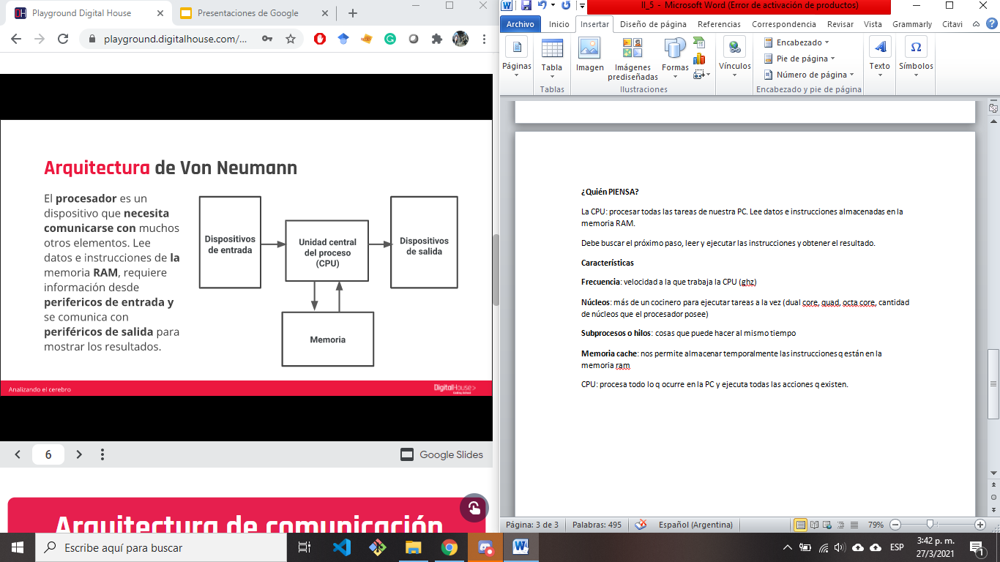 Playground Digital House
Presentaciones de Google
playground.digitalhouse.com/...
Arquitectura de Von Neumann
El procesador es un
dispositivo que necesita
comunicarse con muchos
otros elementos. Lee
datos e instrucciones de la
memoria RAM, requiere
información desde
perifericos de entrada y
se comunica con
periféricos de salida para
mostrar los resultados.
Dispositivos
de entrada
Unidad central
del proceso
(CPU)
Dispositivos
de salida
Memoria
Analizando el cerebro
DigitalHouse>
Coding School
6
Google Slides
Arquitectura de comunicación
II_5 - Microsoft Word (Error de activación de productos)
Archivo Inicio Insertar Diseño de página Referencias Correspondencia Revisar Vista Grammarly Citavi
Páginas
Tabla
Tablas
Imagen
Imágenes
prediseñadas
Formas
Ilustraciones
Vínculos
Encabezado
Pie de página
Número de página
Encabezado y pie de página
Texto
Símbolos
¿Quién PIENSA?
La CPU: procesar todas las tareas de nuestra PC. Lee datos e instrucciones almacenadas en la
memoria RAM.
Debe buscar el próximo paso, leer y ejecutar las instrucciones y obtener el resultado.
Características
Frecuencia: velocidad a la que trabaja la CPU (ghz)
Núcleos: más de un cocinero para ejecutar tareas a la vez (dual core, quad, octa core, cantidad
de núcleos que el procesador posee)
Subprocesos o hilos: cosas que puede hacer al mismo tiempo
Memoria cache: nos permite almacenar temporalmente las instrucciones q están en la
memoria ram
CPU: procesa todo lo q ocurre en la PC y ejecuta todas las acciones q existen.
Página: 3 de 3 Palabras: 495 Español (Argentina) 79%
Escribe aquí para buscar
ESP
3:42 p. m.
27/3/2021
1